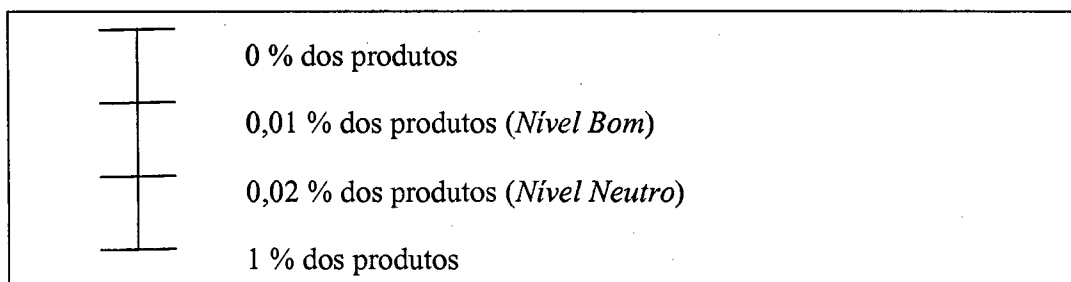 0 % dos produtos
0,01 % dos produtos (Nível Bom)
0,02 % dos produtos (Nível Neutro)
1 % dos produtos